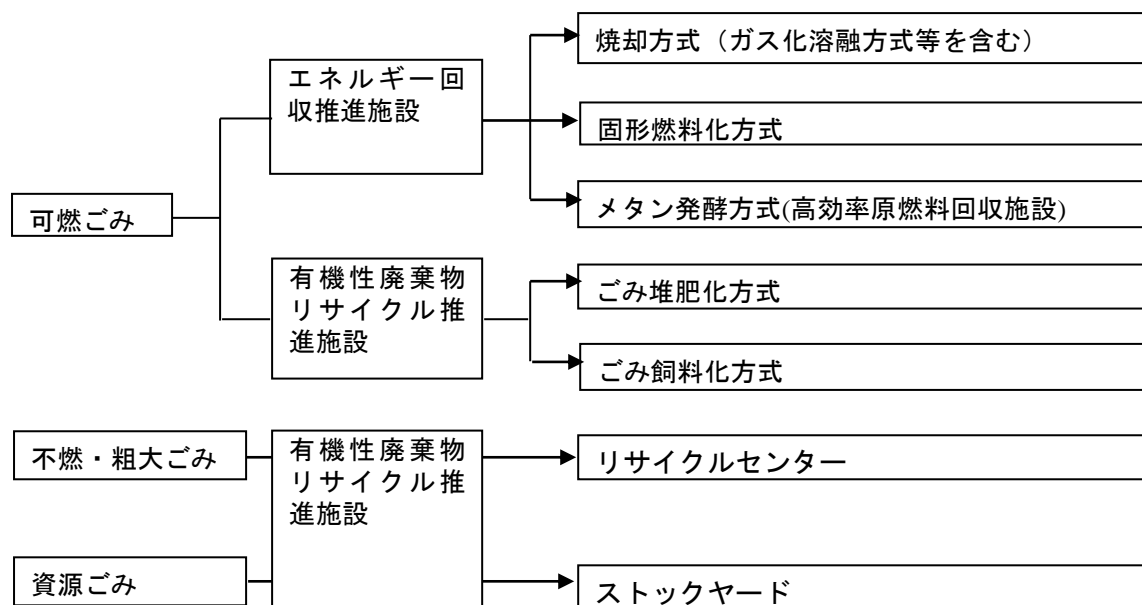 焼却方式（ガス化溶融方式等を含む）
エネルギー回
収推進施設
固形燃料化方式
可燃ごみ
メタン発酵方式(高効率原燃料回収施設)
有機性廃棄物
リサイクル推
進施設
ごみ堆肥化方式
ごみ飼料化方式
不燃・粗大ごみ
有機性廃棄物
リサイクル推
進施設
リサイクルセンター
資源ごみ
ストックヤード